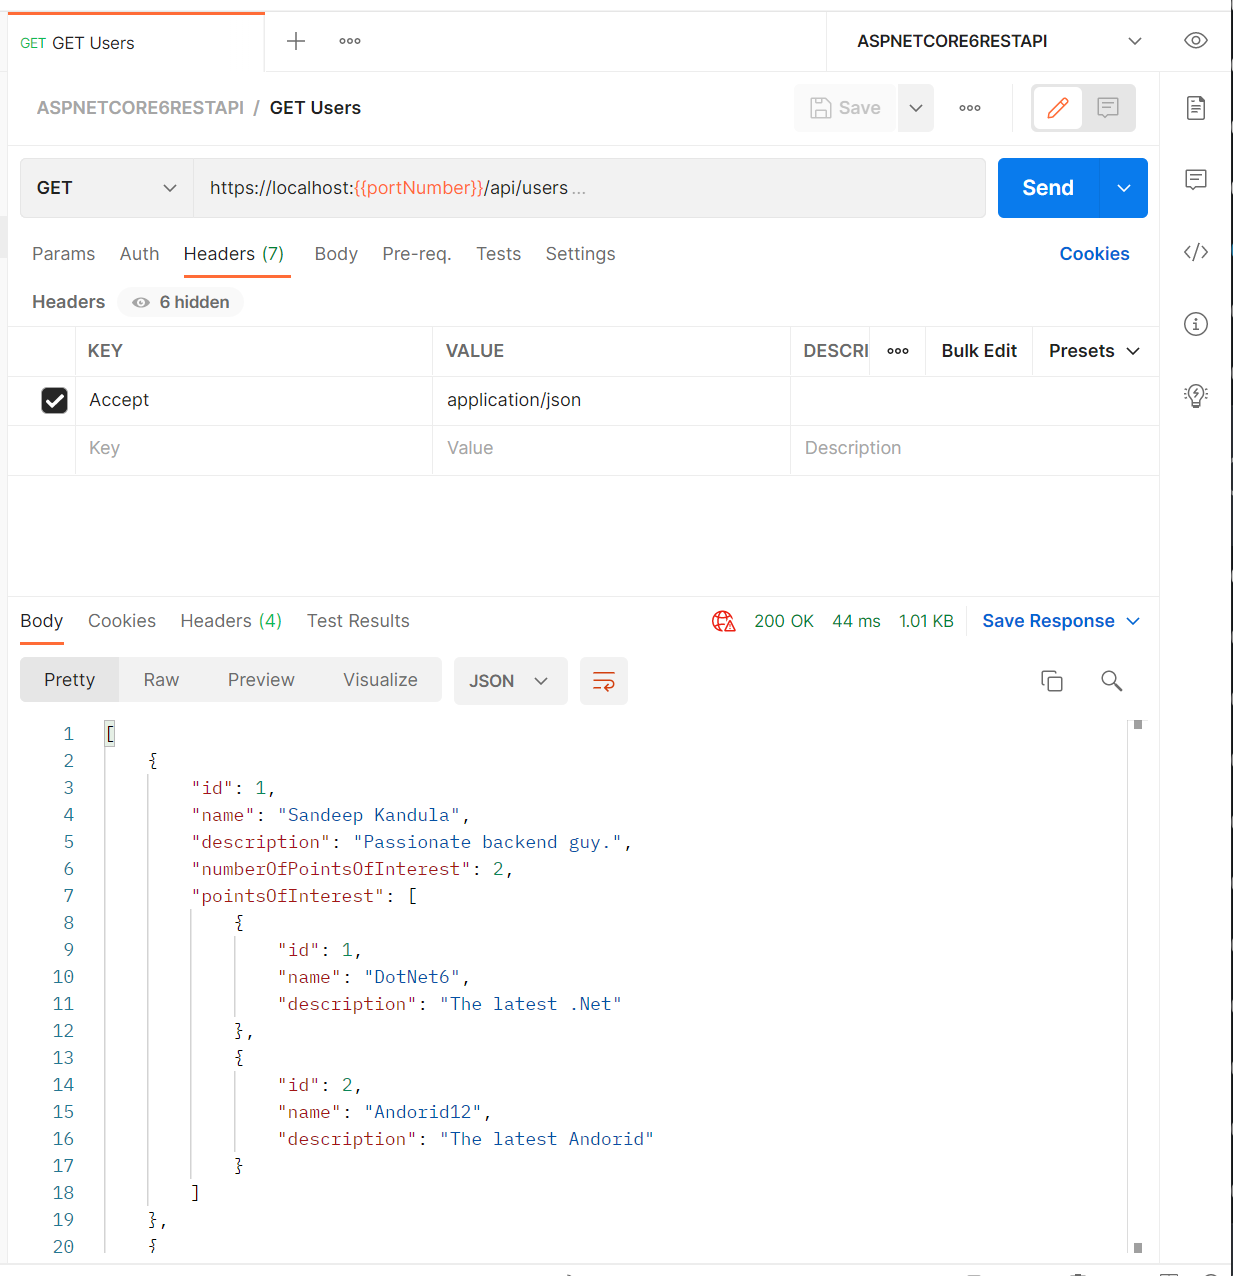 GET GET Users
ASPNETCORE6RESTAPI
ASPNETCORE6RESTAPI / GET Users
Save
GET https://localhost:{{portNumber}}/api/users ...
Send
Params Auth Headers (7) Body Pre-req. Tests Settings Cookies
Headers 6 hidden
KEY VALUE DESCRI Bulk Edit Presets
Accept application/json
Key Value Description
Body Cookies Headers (4) Test Results 200 OK 44 ms 1.01 KB Save Response
Pretty Raw Preview Visualize JSON
1 [
2 {
3 "id": 1,
4 "name": "Sandeep Kandula",
5 "description": "Passionate backend guy.",
6 "numberOfPointsOfInterest": 2,
7 "pointsOfInterest": [
8 {
9 "id": 1,
10 "name": "DotNet6",
11 "description": "The latest .Net"
12 },
13 {
14 "id": 2,
15 "name": "Andorid12",
16 "description": "The latest Andorid"
17 }
18 ]
19 },
20 {